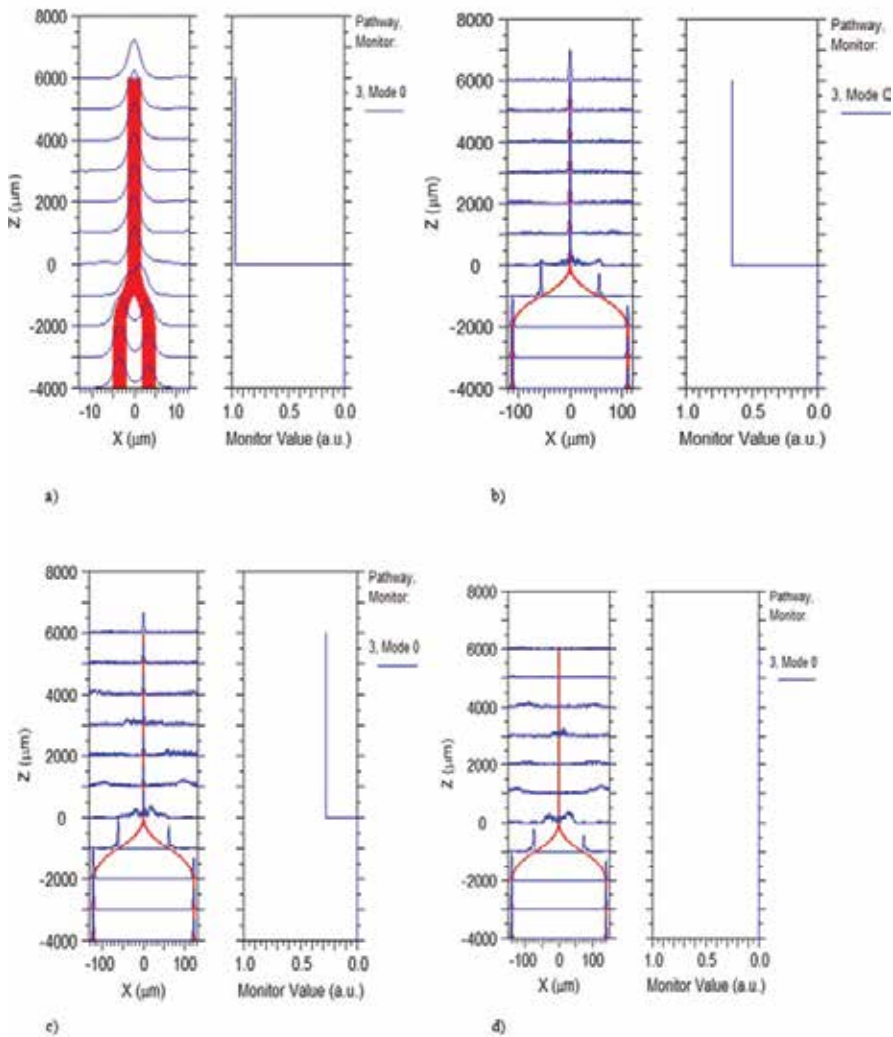 8000
6000
4000
2000
0
-2000
-4000
Z (μm)
-10 0 10
X (μm)
1.0 0.5 0.0
Monitor Value (a.u.)
Pathway,
Monitor:
3, Mode 0
a)
8000
6000
4000
2000
0
-2000
-4000
Z (μm)
-100 0 100
X (μm)
1.0 0.5 0.0
Monitor Value (a.u.)
Pathway,
Monitor:
3, Mode
b)
8000
6000
4000
2000
0
-2000
-4000
Z (μm)
-100 0 100
X (μm)
1.0 0.5 0.0
Monitor Value (a.u.)
Pathway,
Monitor:
3, Mode 0
c)
8000
6000
4000
2000
0
-2000
-4000
Z (μm)
-100 0 100
X (μm)
1.0 0.5 0.0
Monitor Value (a.u.)
Pathway,
Monitor:
3, Mode 0
d)